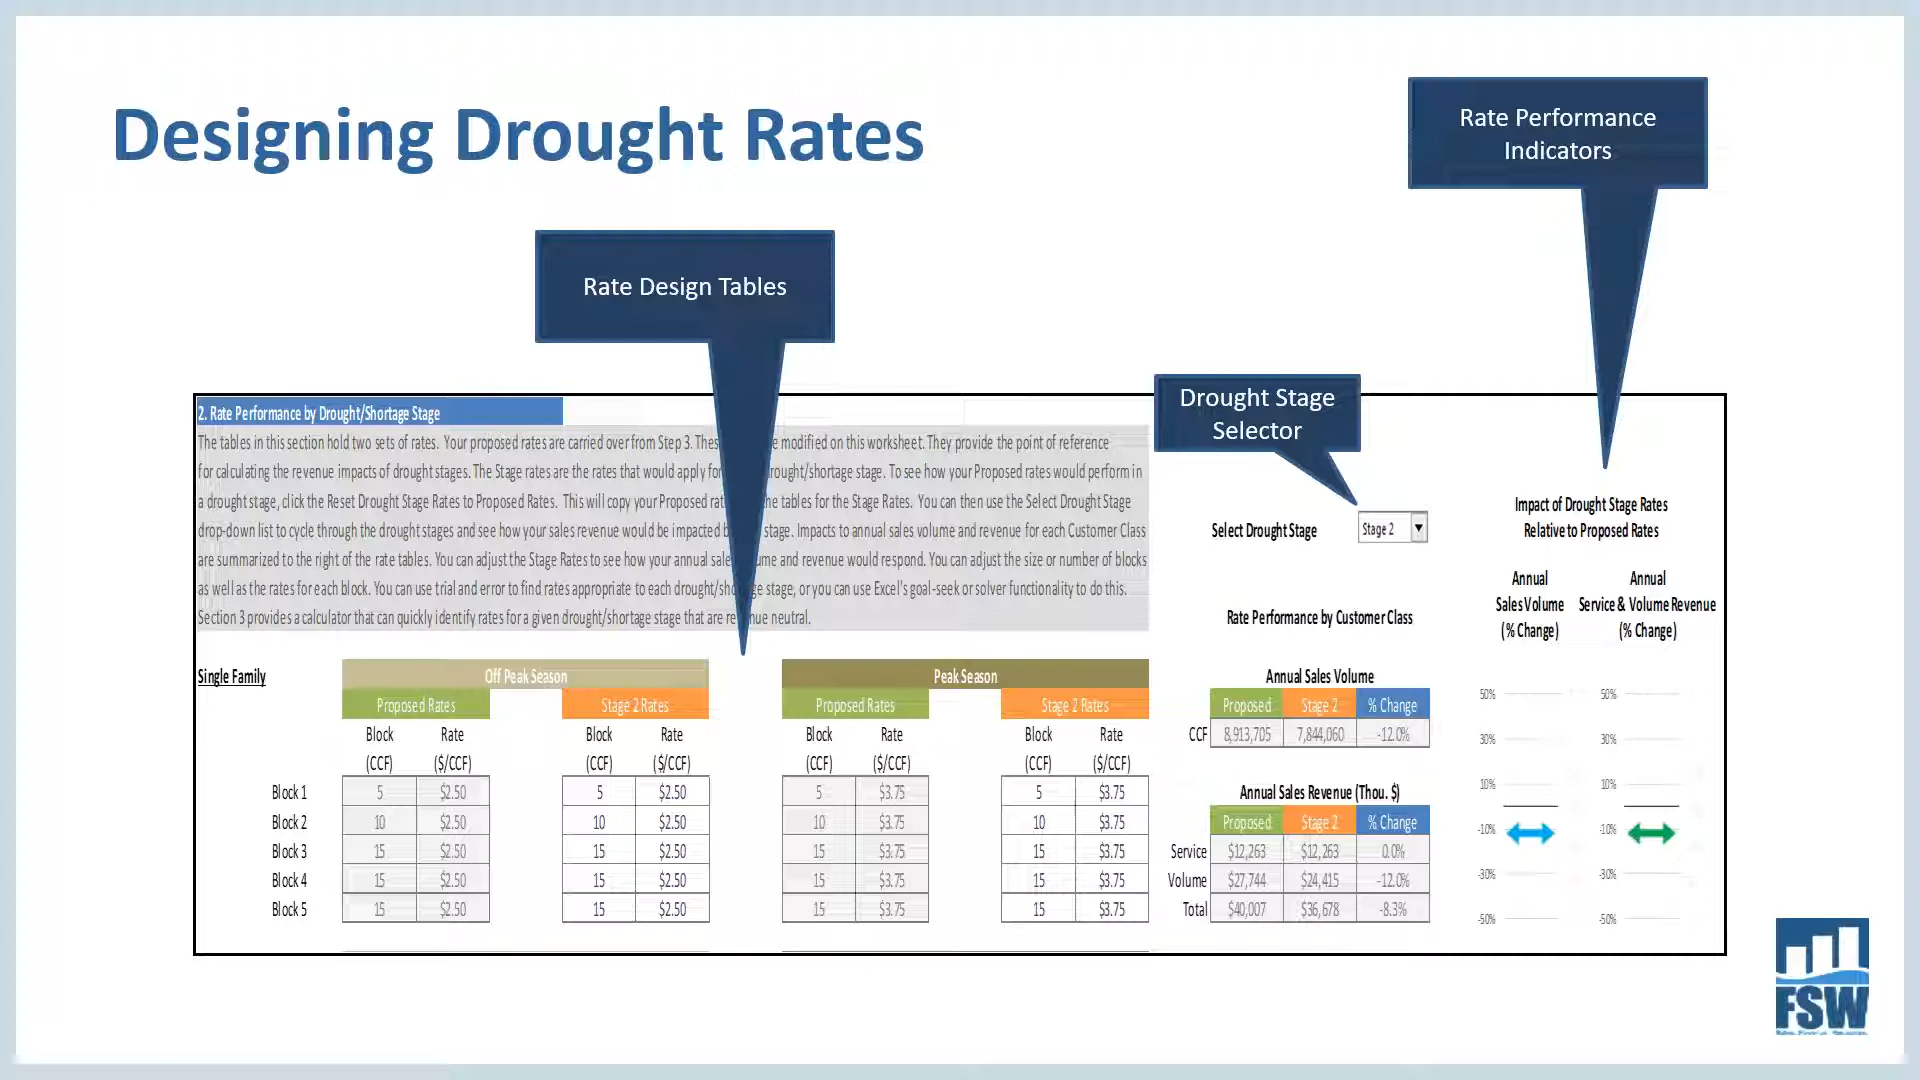 Designing Drought Rates
Rate Performance
Indicators
Rate Design Tables
Drought Stage
Selector
2. Rate Performance by Drought/Shortage Stage
The tables in this section hold two sets of rates. Your proposed rates are carried over from Step 3. Thes e modified on this worksheet. They provide the point of reference
for calculating the revenue impacts of drought stages. The Stage rates are the rates that would apply for rought/shortage stage. To see how your Proposed rates would perform in
a drought stage, click the Reset Drought Stage Rates to Proposed Rates. This will copy your Proposed rat he tables for the Stage Rates. You can then use the Select Drought Stage
drop-down list to cycle through the drought stages and see how your sales revenue would be impacted b stage. Impacts to annual sales volume and revenue for each Customer Class
are summarized to the right of the rate tables. You can adjust the Stage Rates to see how your annual sale ume and revenue would respond. You can adjust the size or number of blocks
as well as the rates for each block. You can use trial and error to find rates appropriate to each drought/sho ge stage, or you can use Excel's goal-seek or solver functionality to do this.
Section 3 provides a calculator that can quickly identify rates for a given drought/shortage stage that are re nue neutral.
Select Drought Stage Stage 2
Rate Performance by Customer Class
Impact of Drought Stage Rates
Relative to Proposed Rates
Annual Annual
Sales Volume Service & Volume Revenue
(% Change) (% Change)
Single Family Off Peak Season Peak Season
Proposed Rates Stage 2 Rates Proposed Rates Stage 2 Rates
Block Rate Block Rate Block Rate Block Rate
(CCF) ($/CCF) (CCF) ($/CCF) (CCF) ($/CCF) (CCF) ($/CCF)
Block 1 5 $2.50 5 $2.50 5 $3.75 5 $3.75
Block 2 10 $2.50 10 $2.50 10 $3.75 10 $3.75
Block 3 15 $2.50 15 $2.50 15 $3.75 15 $3.75
Block 4 15 $2.50 15 $2.50 15 $3.75 15 $3.75
Block 5 15 $2.50 15 $2.50 15 $3.75 15 $3.75
Annual Sales Volume
Proposed Stage 2 % Change
CCF 8,913,705 7,844,060 -12.0%
Annual Sales Revenue (Thou. $)
Proposed Stage 2 % Change
Service $12,263 $12,263 0.0%
Volume $27,744 $24,415 -12.0%
Total $40,007 $36,678 -8.3%
50% 50%
30% 30%
10% 10%
-10% -10%
-30% -30%
-50% -50%
FSW